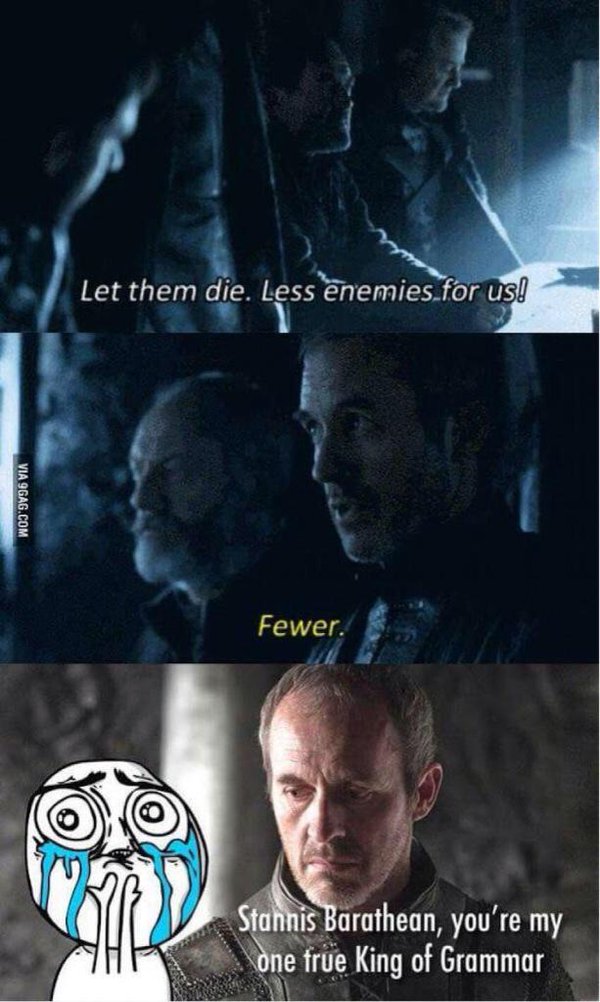 Let them die. Less enemies for us!
VIA 9GAG.COM
Fewer.
Stannis Barathean, you're my
one true King of Grammar